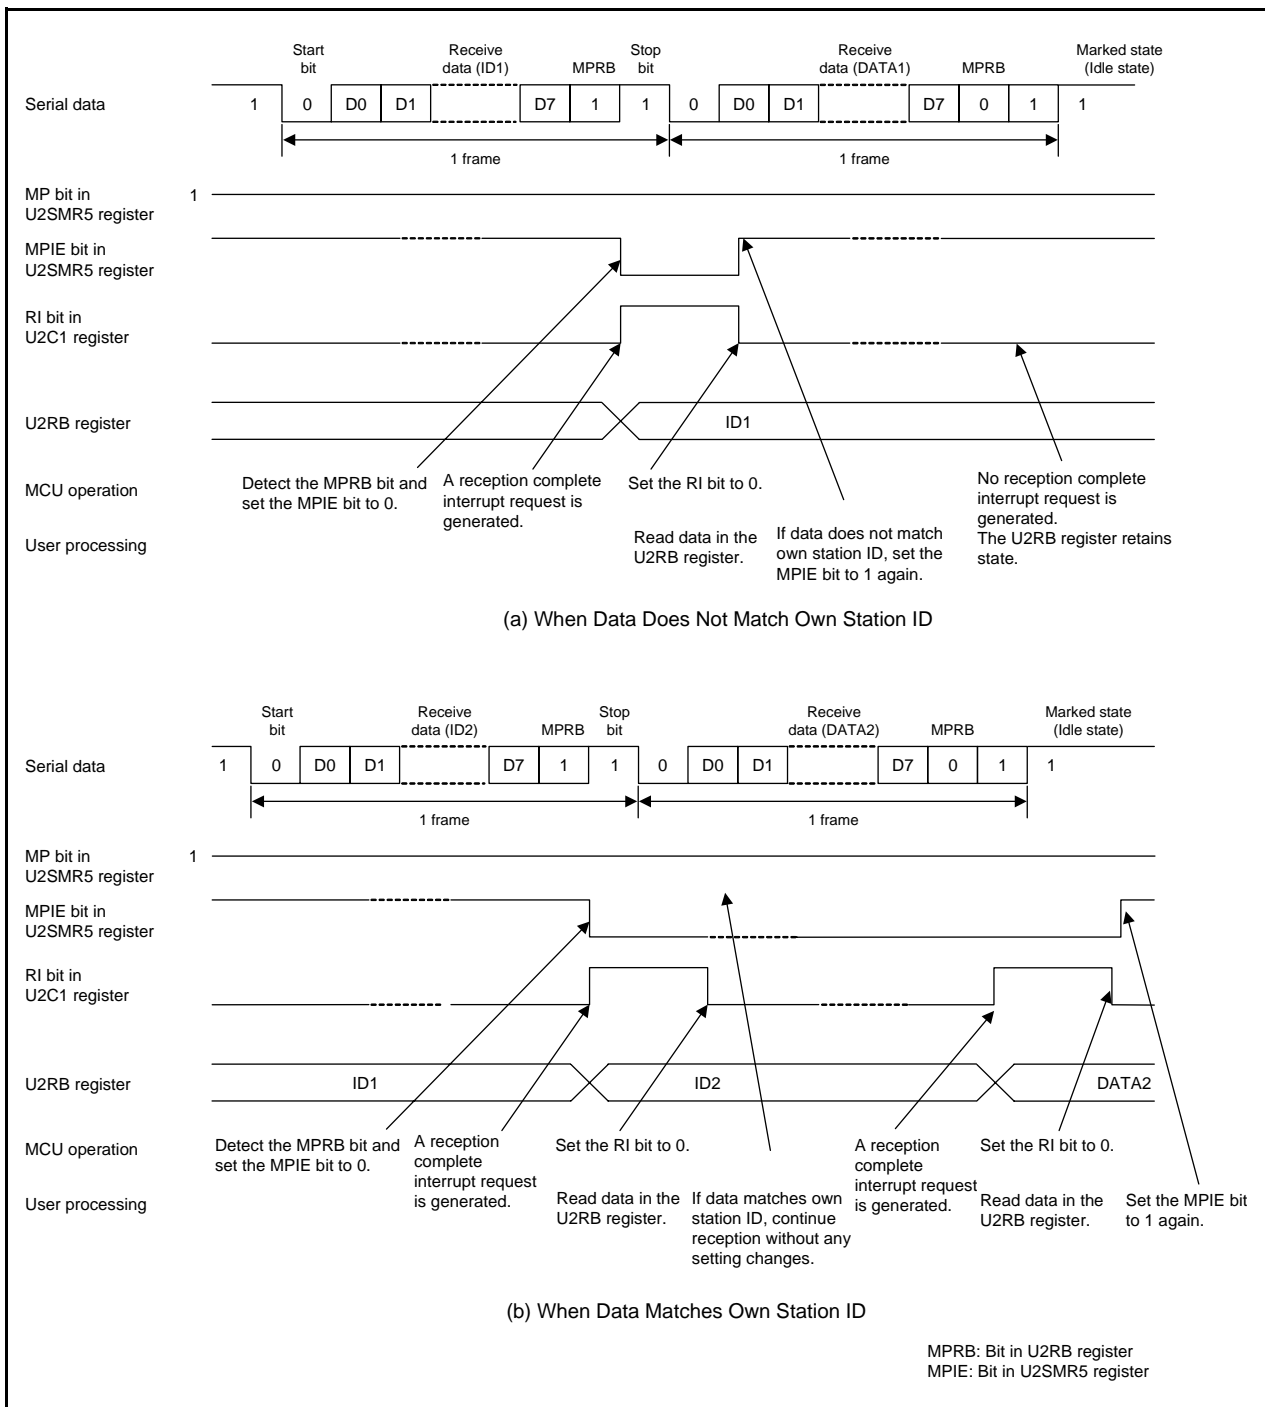 Start
bit
Receive
data (ID1)
MPRB
Stop
bit
Receive
data (DATA1)
MPRB
Marked state
(Idle state)
Serial data
1 0 D0 D1 D7 1 1 0 D0 D1 D7 0 1 1
1 frame
1 frame
MP bit in
U2SMR5 register
1
MPIE bit in
U2SMR5 register
RI bit in
U2C1 register
U2RB register
ID1
MCU operation
Detect the MPRB bit and
set the MPIE bit to 0.
A reception complete
interrupt request is
generated.
Set the RI bit to 0.
No reception complete
interrupt request is
generated.
The U2RB register retains
state.
User processing
Read data in the
U2RB register.
If data does not match
own station ID, set the
MPIE bit to 1 again.
(a) When Data Does Not Match Own Station ID
Start
bit
Receive
data (ID2)
MPRB
Stop
bit
Receive
data (DATA2)
MPRB
Marked state
(Idle state)
Serial data
1 0 D0 D1 D7 1 1 0 D0 D1 D7 0 1 1
1 frame
1 frame
MP bit in
U2SMR5 register
1
MPIE bit in
U2SMR5 register
RI bit in
U2C1 register
U2RB register
ID1
ID2
DATA2
MCU operation
Detect the MPRB bit and
set the MPIE bit to 0.
A reception
complete
interrupt request
is generated.
Set the RI bit to 0.
A reception
complete
interrupt request
is generated.
Set the RI bit to 0.
User processing
Read data in the
U2RB register.
If data matches own
station ID, continue
reception without any
setting changes.
Read data in the
U2RB register.
Set the MPIE bit
to 1 again.
(b) When Data Matches Own Station ID
MPRB: Bit in U2RB register
MPIE: Bit in U2SMR5 register